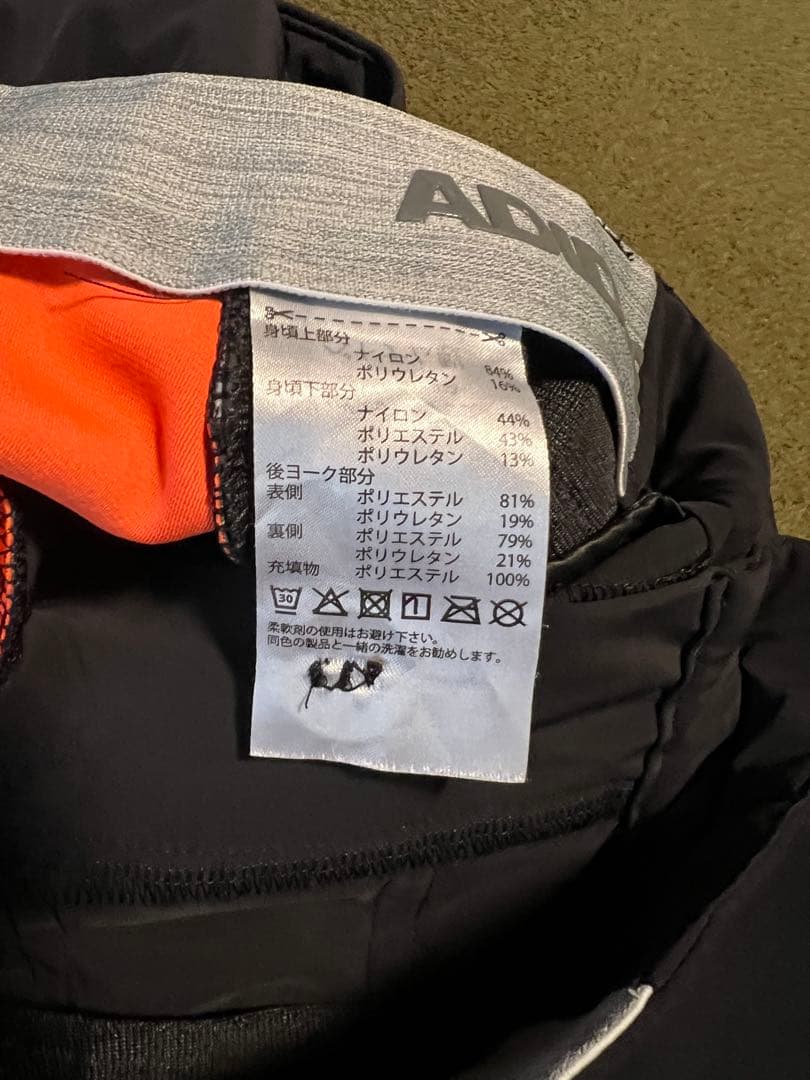 身頃上部分
ナイロン 84%
ポリウレタン 16%
身頃下部分
ナイロン 44%
ポリエステル 43%
ポリウレタン 13%
後ヨーク部分
表側 ポリエステル 81%
ポリウレタン 19%
裏側 ポリエステル 79%
ポリウレタン 21%
充填物 ポリエステル 100%
30
柔軟剤の使用はお避け下さい。
同色の製品と一緒の洗濯をお勧めします。